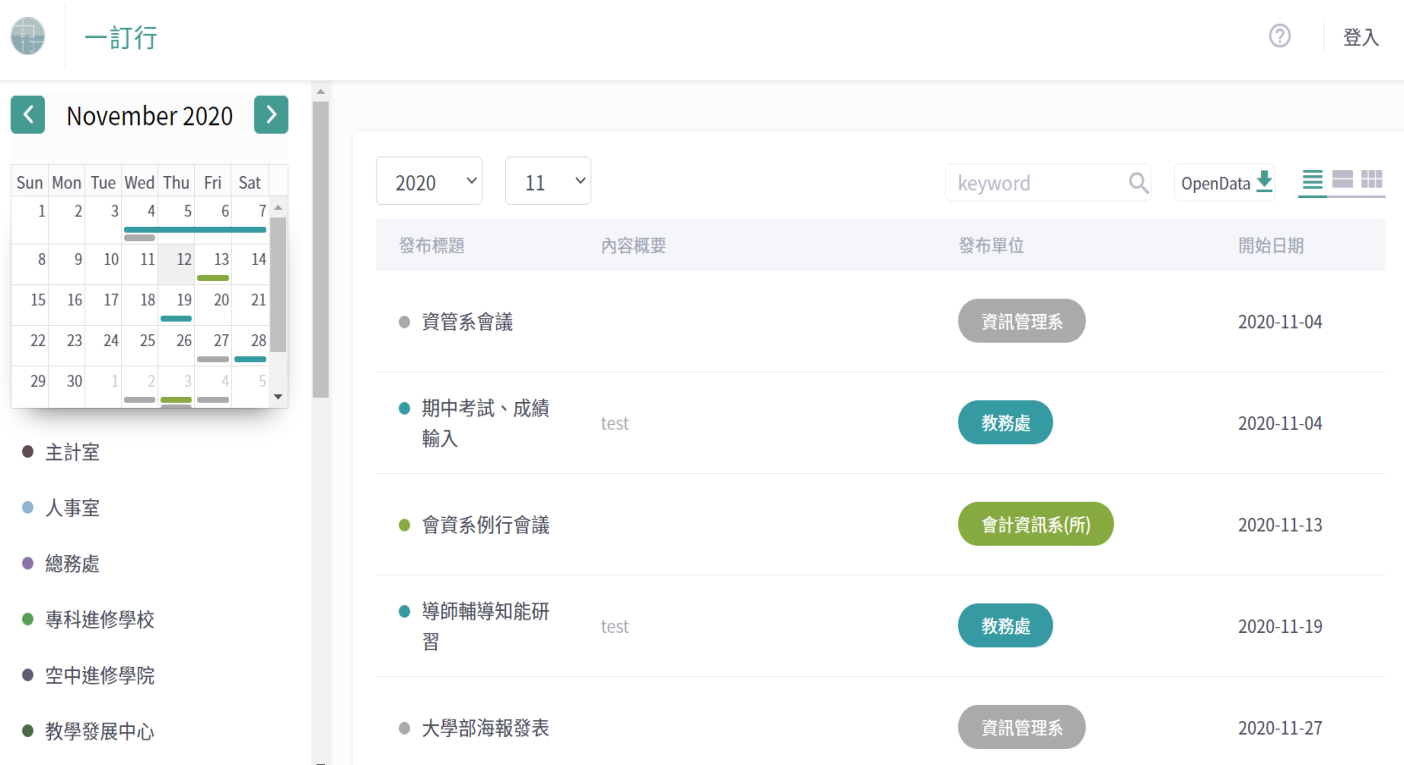 一訂行
登入
November 2020
Sun Mon Tue Wed Thu Fri Sat
1 2 3 4 5 6 7
8 9 10 11 12 13 14
15 16 17 18 19 20 21
22 23 24 25 26 27 28
29 30 1 2 3 4 5
主計室
人事室
總務處
專科進修學校
空中進修學院
教學發展中心
2020 11 keyword OpenData
發布標題 內容概要 發布單位 開始日期
資管系會議 資訊管理系 2020-11-04
期中考試、成績
輸入 test 教務處 2020-11-04
會資系例行會議 會計資訊系(所) 2020-11-13
導師輔導知能研
習 test 教務處 2020-11-19
大學部海報發表 資訊管理系 2020-11-27